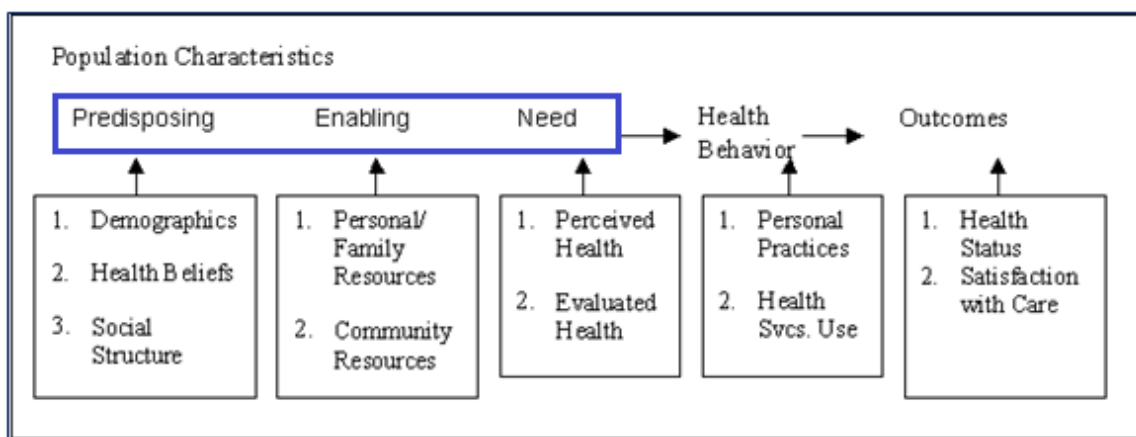 Population Characteristics
Predisposing Enabling Need
Health
Behavior
Outcomes
1. Demographics
2. Health Beliefs
3. Social
Structure
1. Personal/
Family
Resources
2. Community
Resources
1. Perceived
Health
2. Evaluated
Health
1. Personal
Practices
2. Health
Svcs. Use
1. Health
Status
2. Satisfaction
with Care